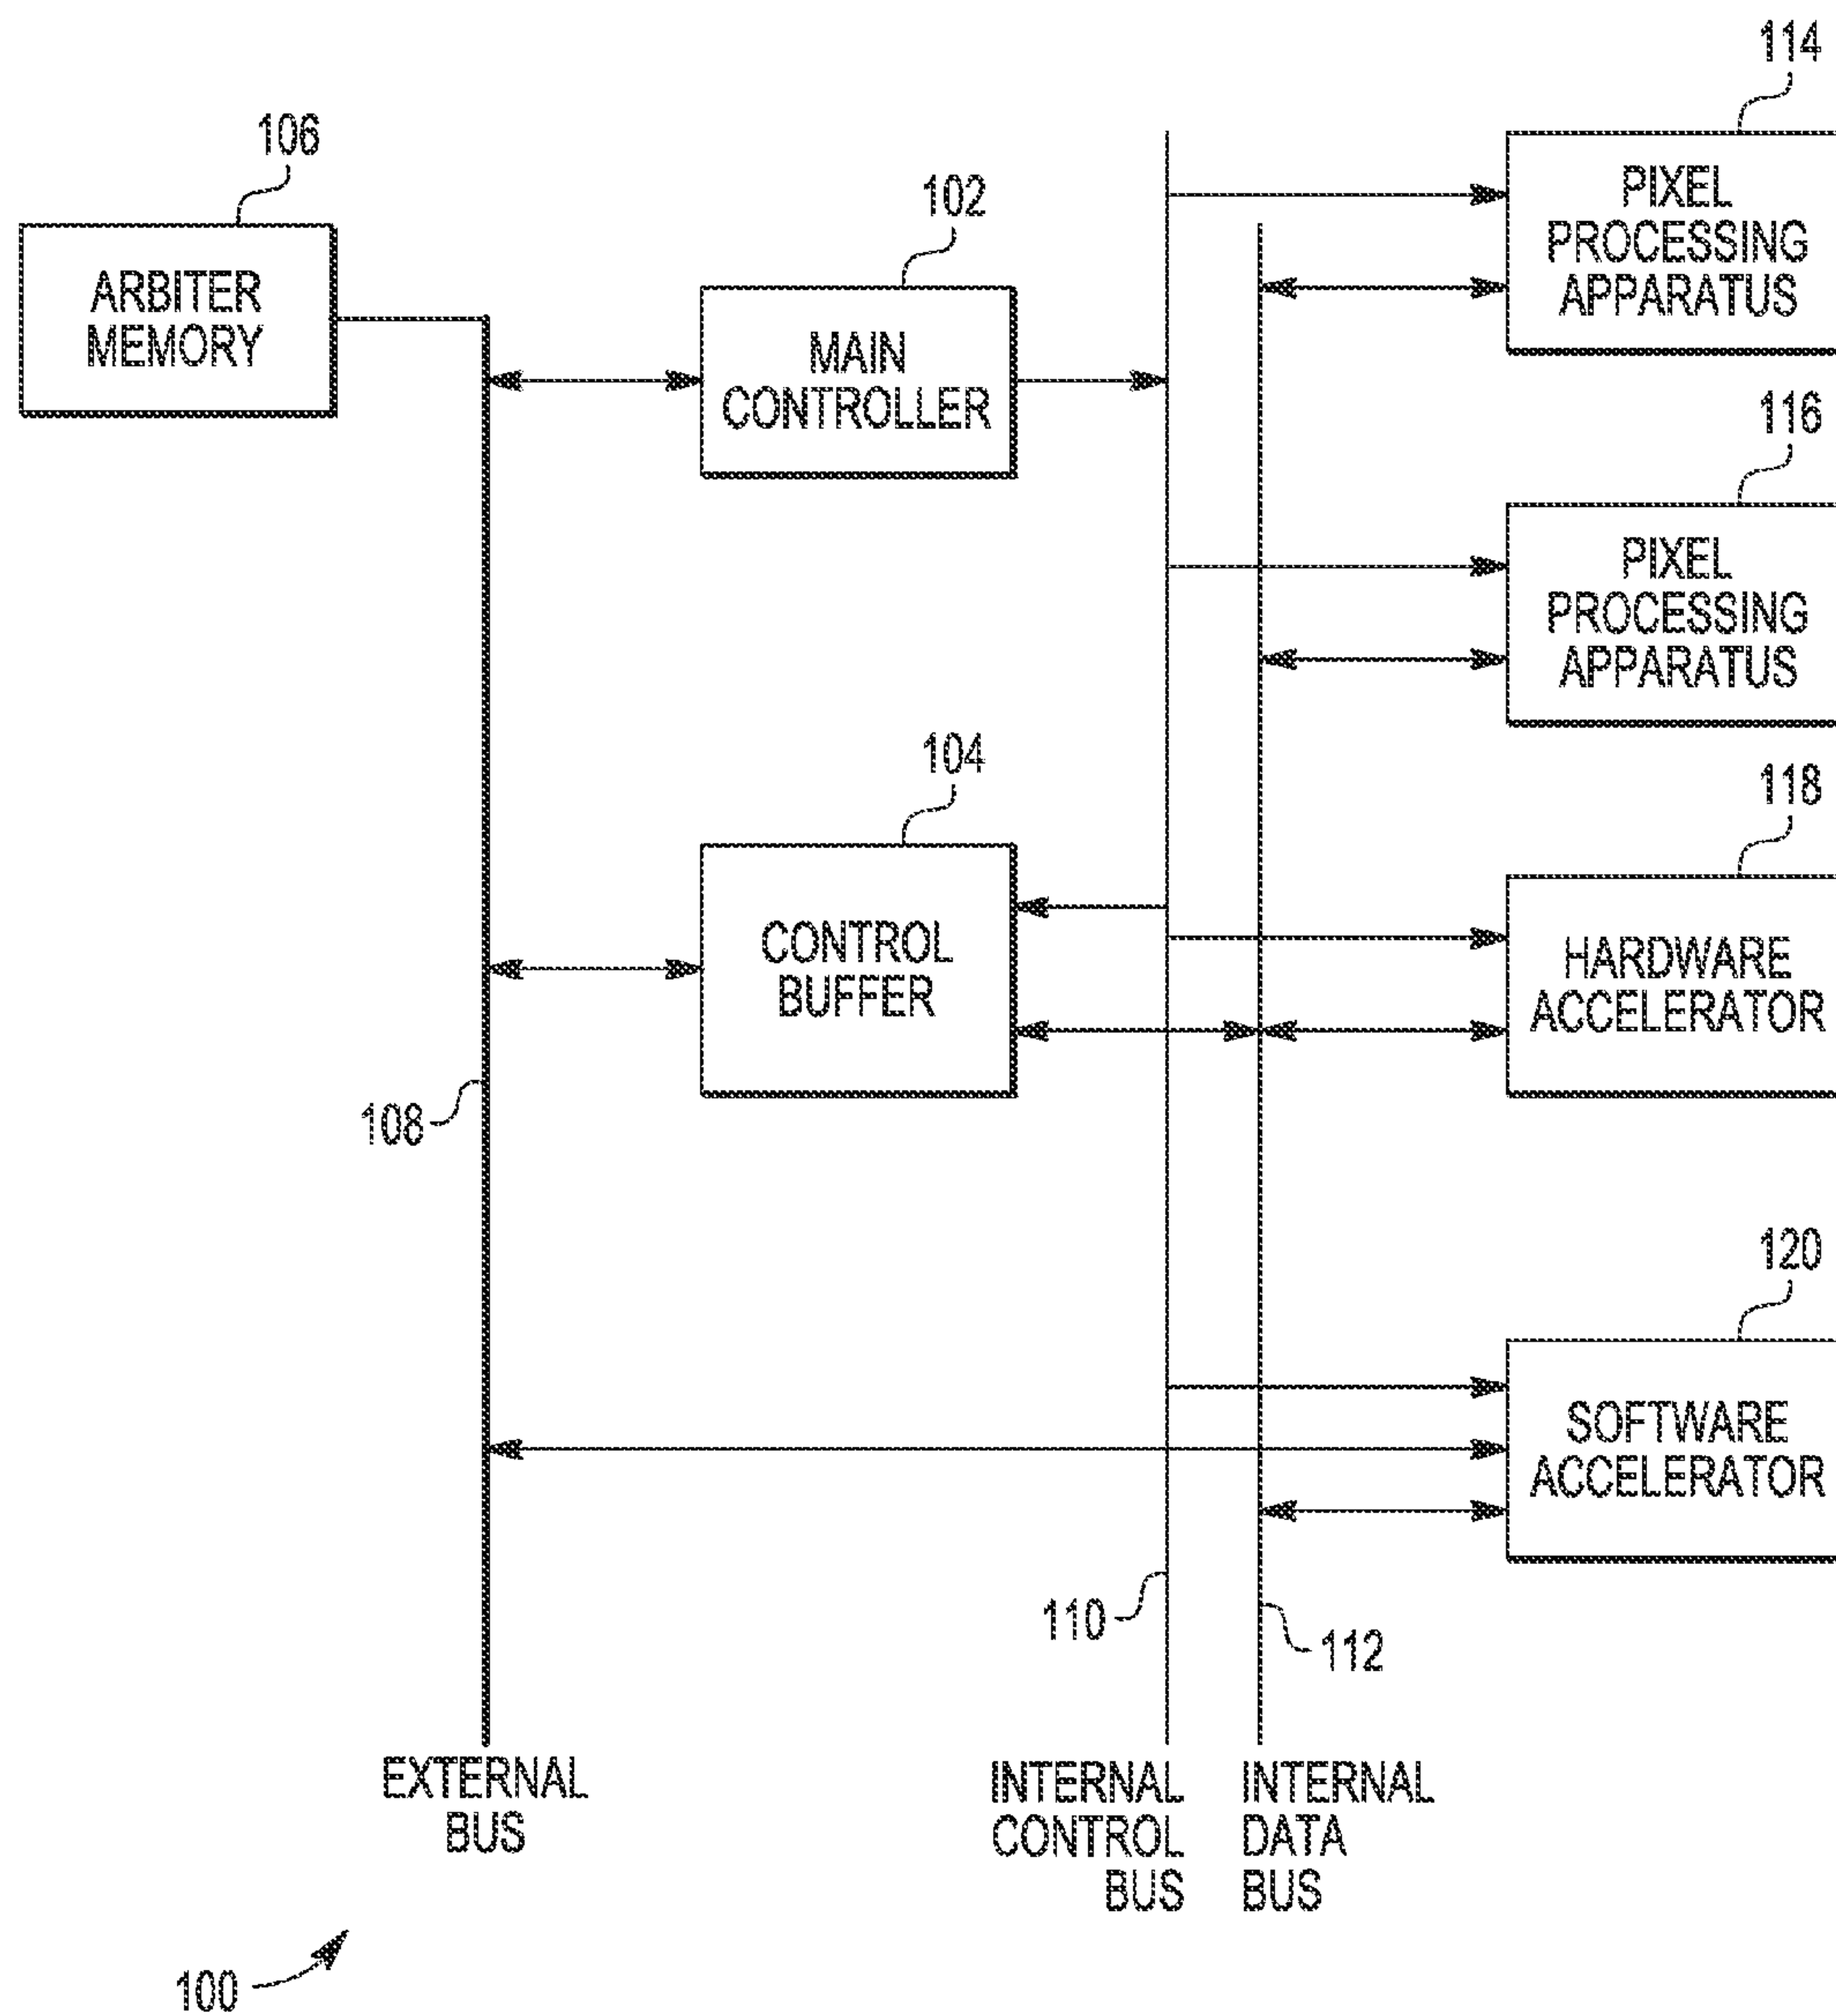 114
106
102
PIXEL
PROCESSING
APPARATUS
ARBITER
MEMORY
MAIN
CONTROLLER
116
PIXEL
PROCESSING
APPARATUS
104
118
CONTROL
BUFFER
HARDWARE
ACCELERATOR
108
120
SOFTWARE
ACCELERATOR
110
112
EXTERNAL
BUS
INTERNAL
CONTROL
BUS
INTERNAL
DATA
BUS
100